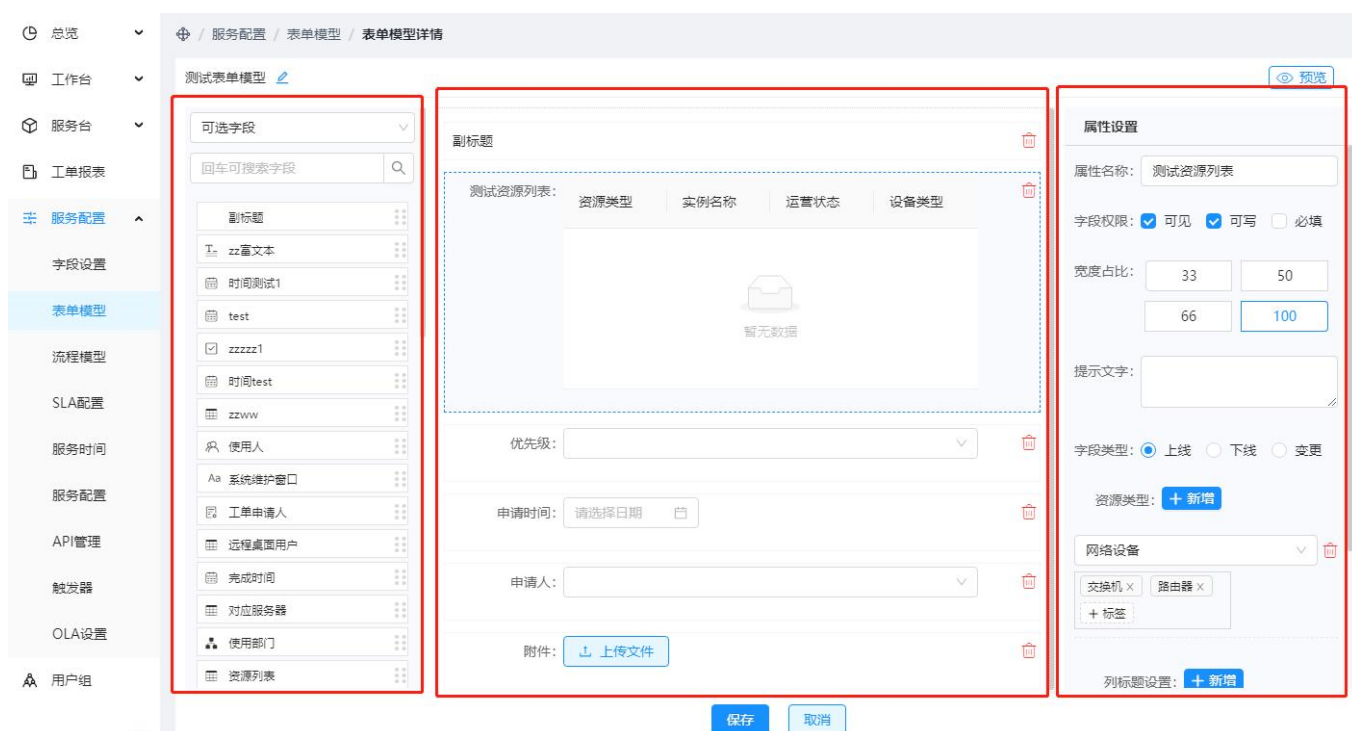 总览
工作台
服务台
工单报表
服务配置
字段设置
表单模型
流程模型
SLA配置
服务时间
服务配置
API管理
触发器
OLA设置
用户组
/ 服务配置 / 表单模型 / 表单模型详情
测试表单模型
预览
可选字段
回车可搜索字段
副标题
zz富文本
时间测试1
test
zzzzz1
时间test
zzww
使用人
Aa 系统维护窗口
工单申请人
远程桌面用户
完成时间
对应服务器
使用部门
资源列表
副标题
测试资源列表:
资源类型 实例名称 运营状态 设备类型
暂无数据
优先级:
申请时间: 请选择日期
申请人:
附件: 上传文件
属性设置
属性名称: 测试资源列表
字段权限: 可见 可写 必填
宽度占比: 33 50
66 100
提示文字:
字段类型: 上线 下线 变更
资源类型: + 新增
网络设备
交换机 × 路由器 ×
+ 标签
列标题设置: + 新增
保存 取消